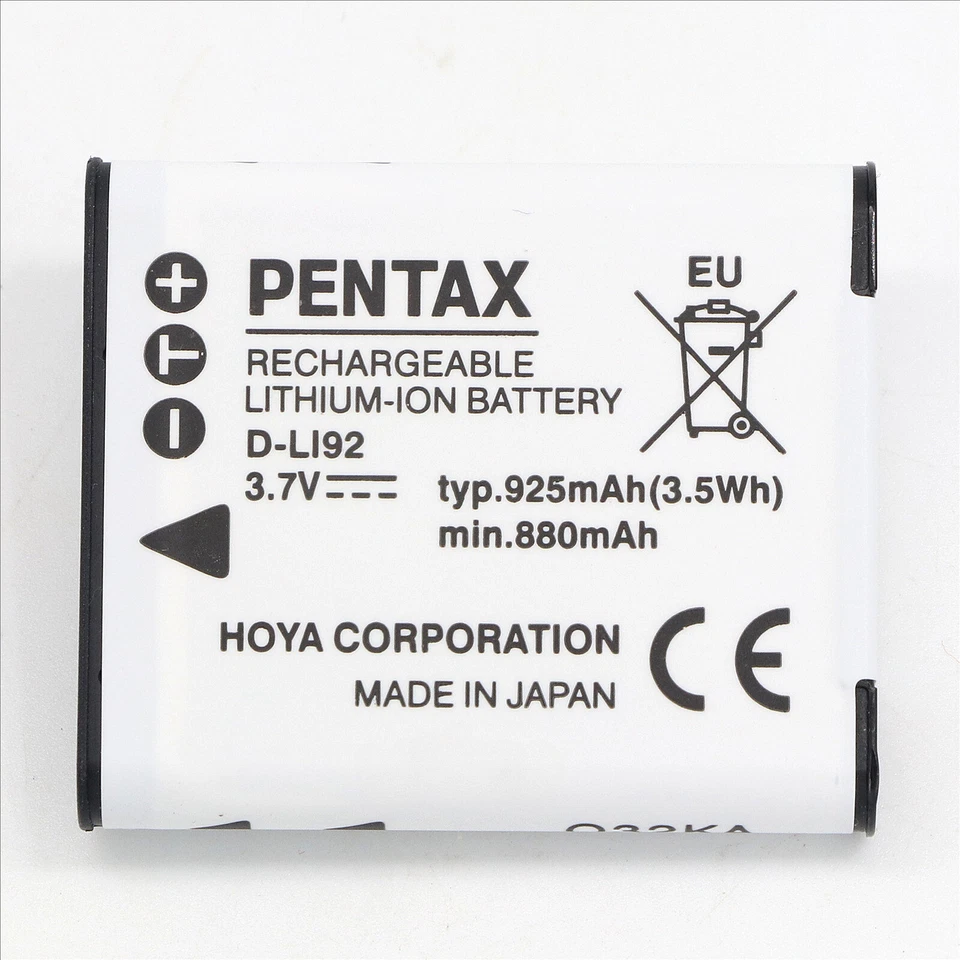 PENTAX
RECHARGEABLE
LITHIUM-ION BATTERY
D-LI92
3.7V⎓ typ.925mAh(3.5Wh)
min.880mAh
EU
HOYA CORPORATION
MADE IN JAPAN
CE
+
T
−